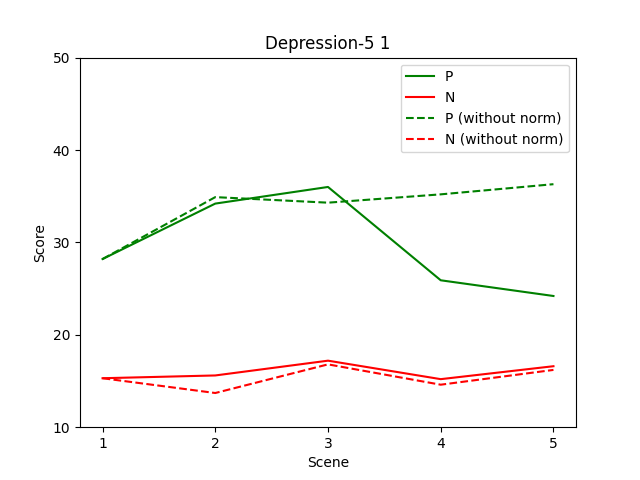 Depression-5 1
50
40
30
20
10
Score
P
N
P (without norm)
N (without norm)
1 2 3 4 5
Scene